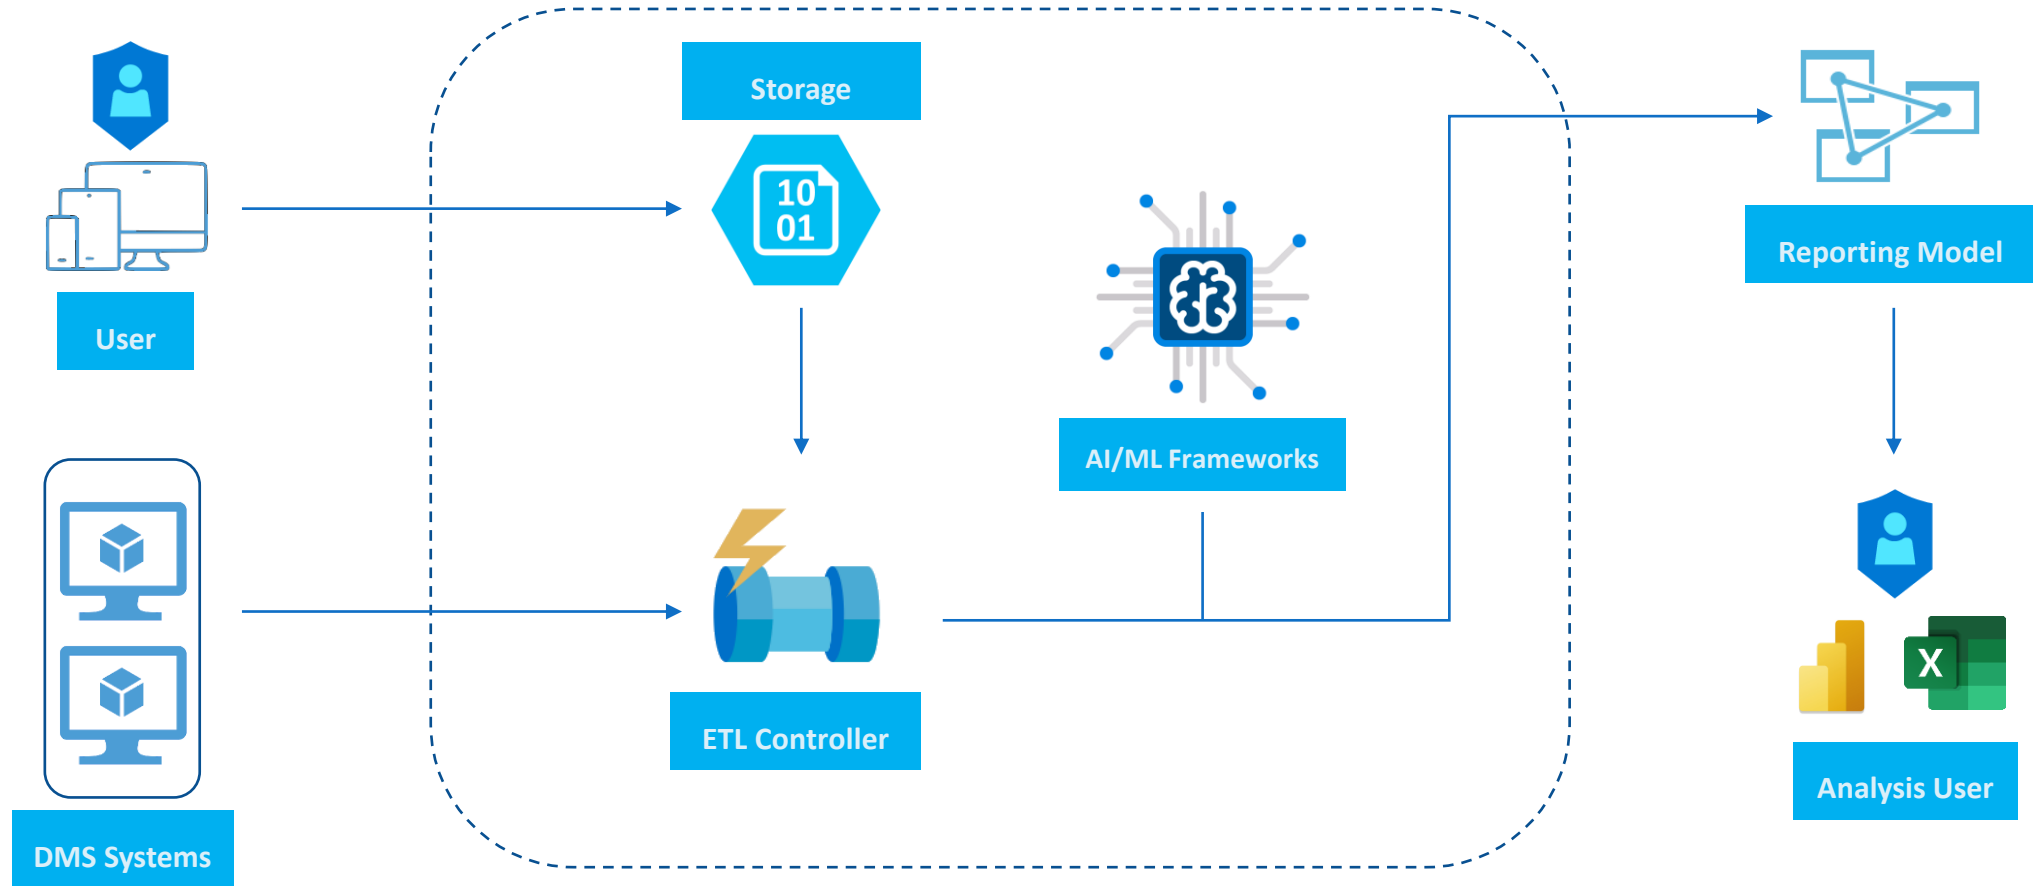 User
DMS Systems
Storage
10
01
ETL Controller
AI/ML Frameworks
Reporting Model
X
Analysis User